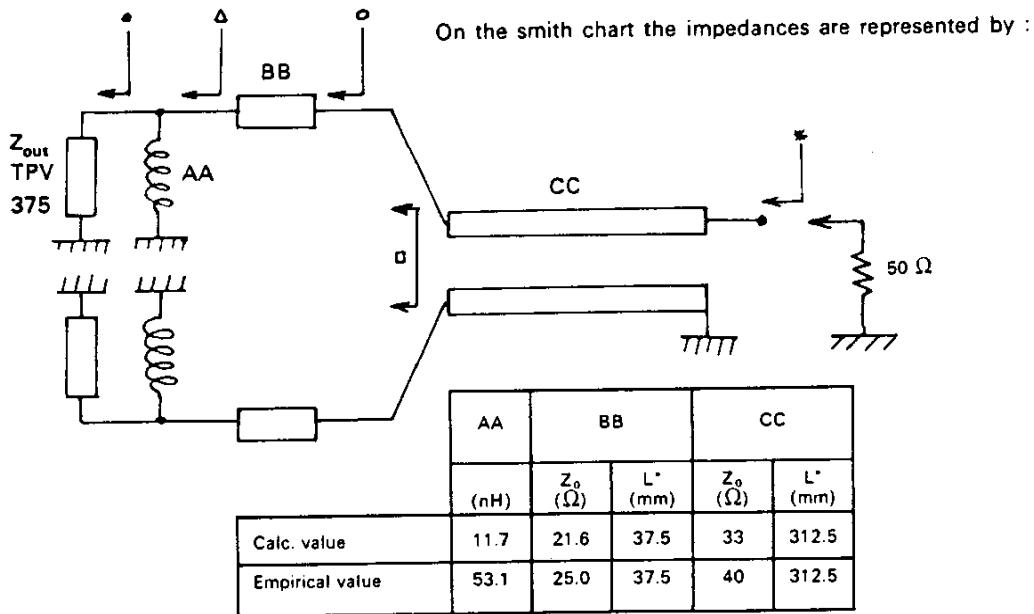 On the smith chart the impedances are represented by :
BB
Z_out
TPV
375
AA
CC
50 Ω
AA BB CC
(nH) Z₀ (Ω) L* (mm) Z₀ (Ω) L* (mm)
Calc. value 11.7 21.6 37.5 33 312.5
Empirical value 53.1 25.0 37.5 40 312.5